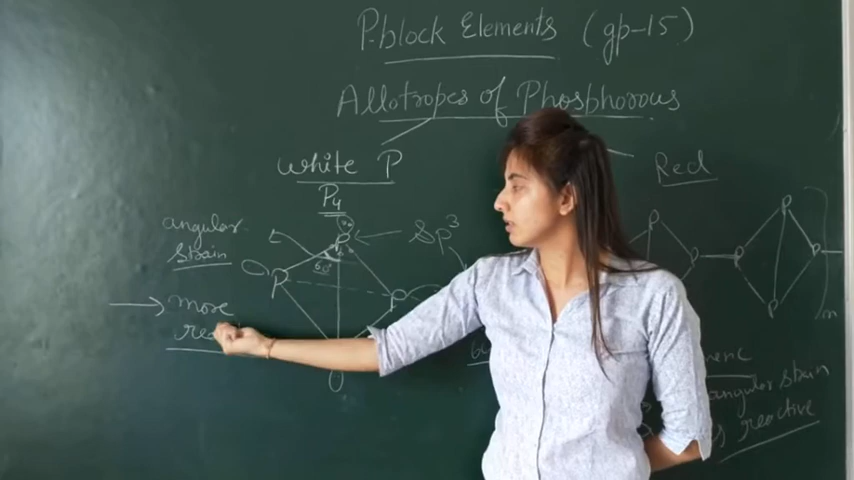 P-block Elements (gp-15)
Allotropes of Phosphorous
White P
Red
P4
angular
strain
sp³
60°
P
more
angular strain
reactive
n